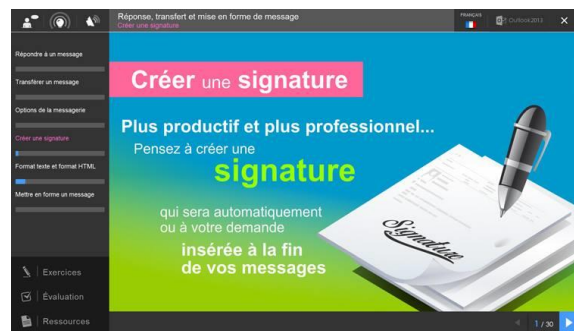 Réponse, transfert et mise en forme de message
Créer une signature
FRANÇAIS
Outlook2013
Répondre à un message
Transférer un message
Options de la messagerie
Créer une signature
Format texte et format HTML
Mettre en forme un message
Exercices
Évaluation
Ressources
Créer une signature
Plus productif et plus professionnel...
Pensez à créer une
signature
qui sera automatiquement
ou à votre demande
insérée à la fin
de vos messages
Signature
1 / 30